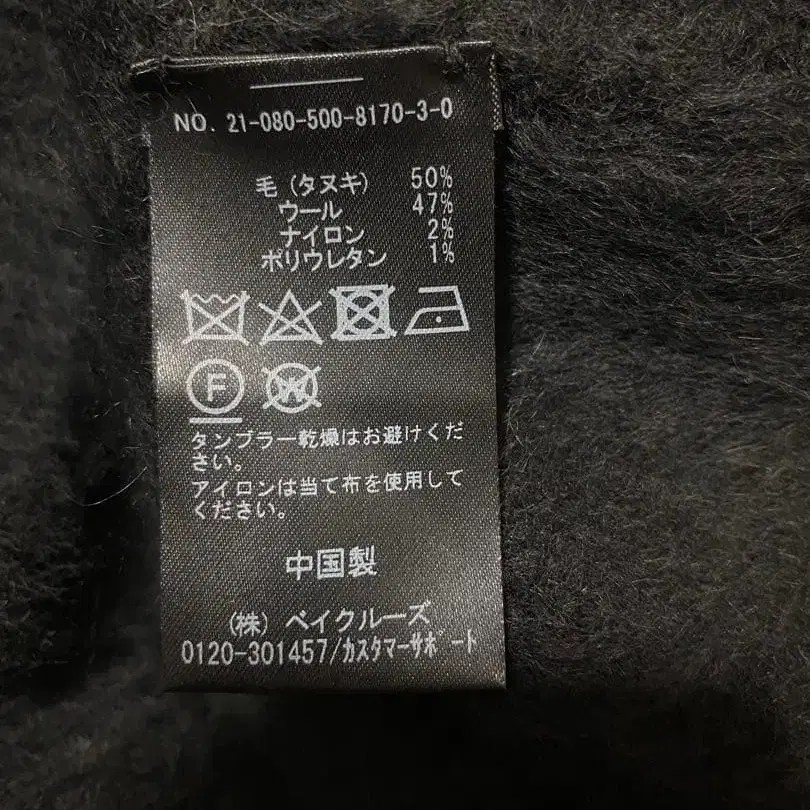 NO. 21-080-500-8170-3-0
毛(タヌキ) 50%
ウール 47%
ナイロン 2%
ポリウレタン 1%
F W
タンブラー乾燥はお避けくだ
さい。
アイロンは当て布を使用して
ください。
中国製
(株) ベイクルーズ
0120-301457/カスタマーサポート